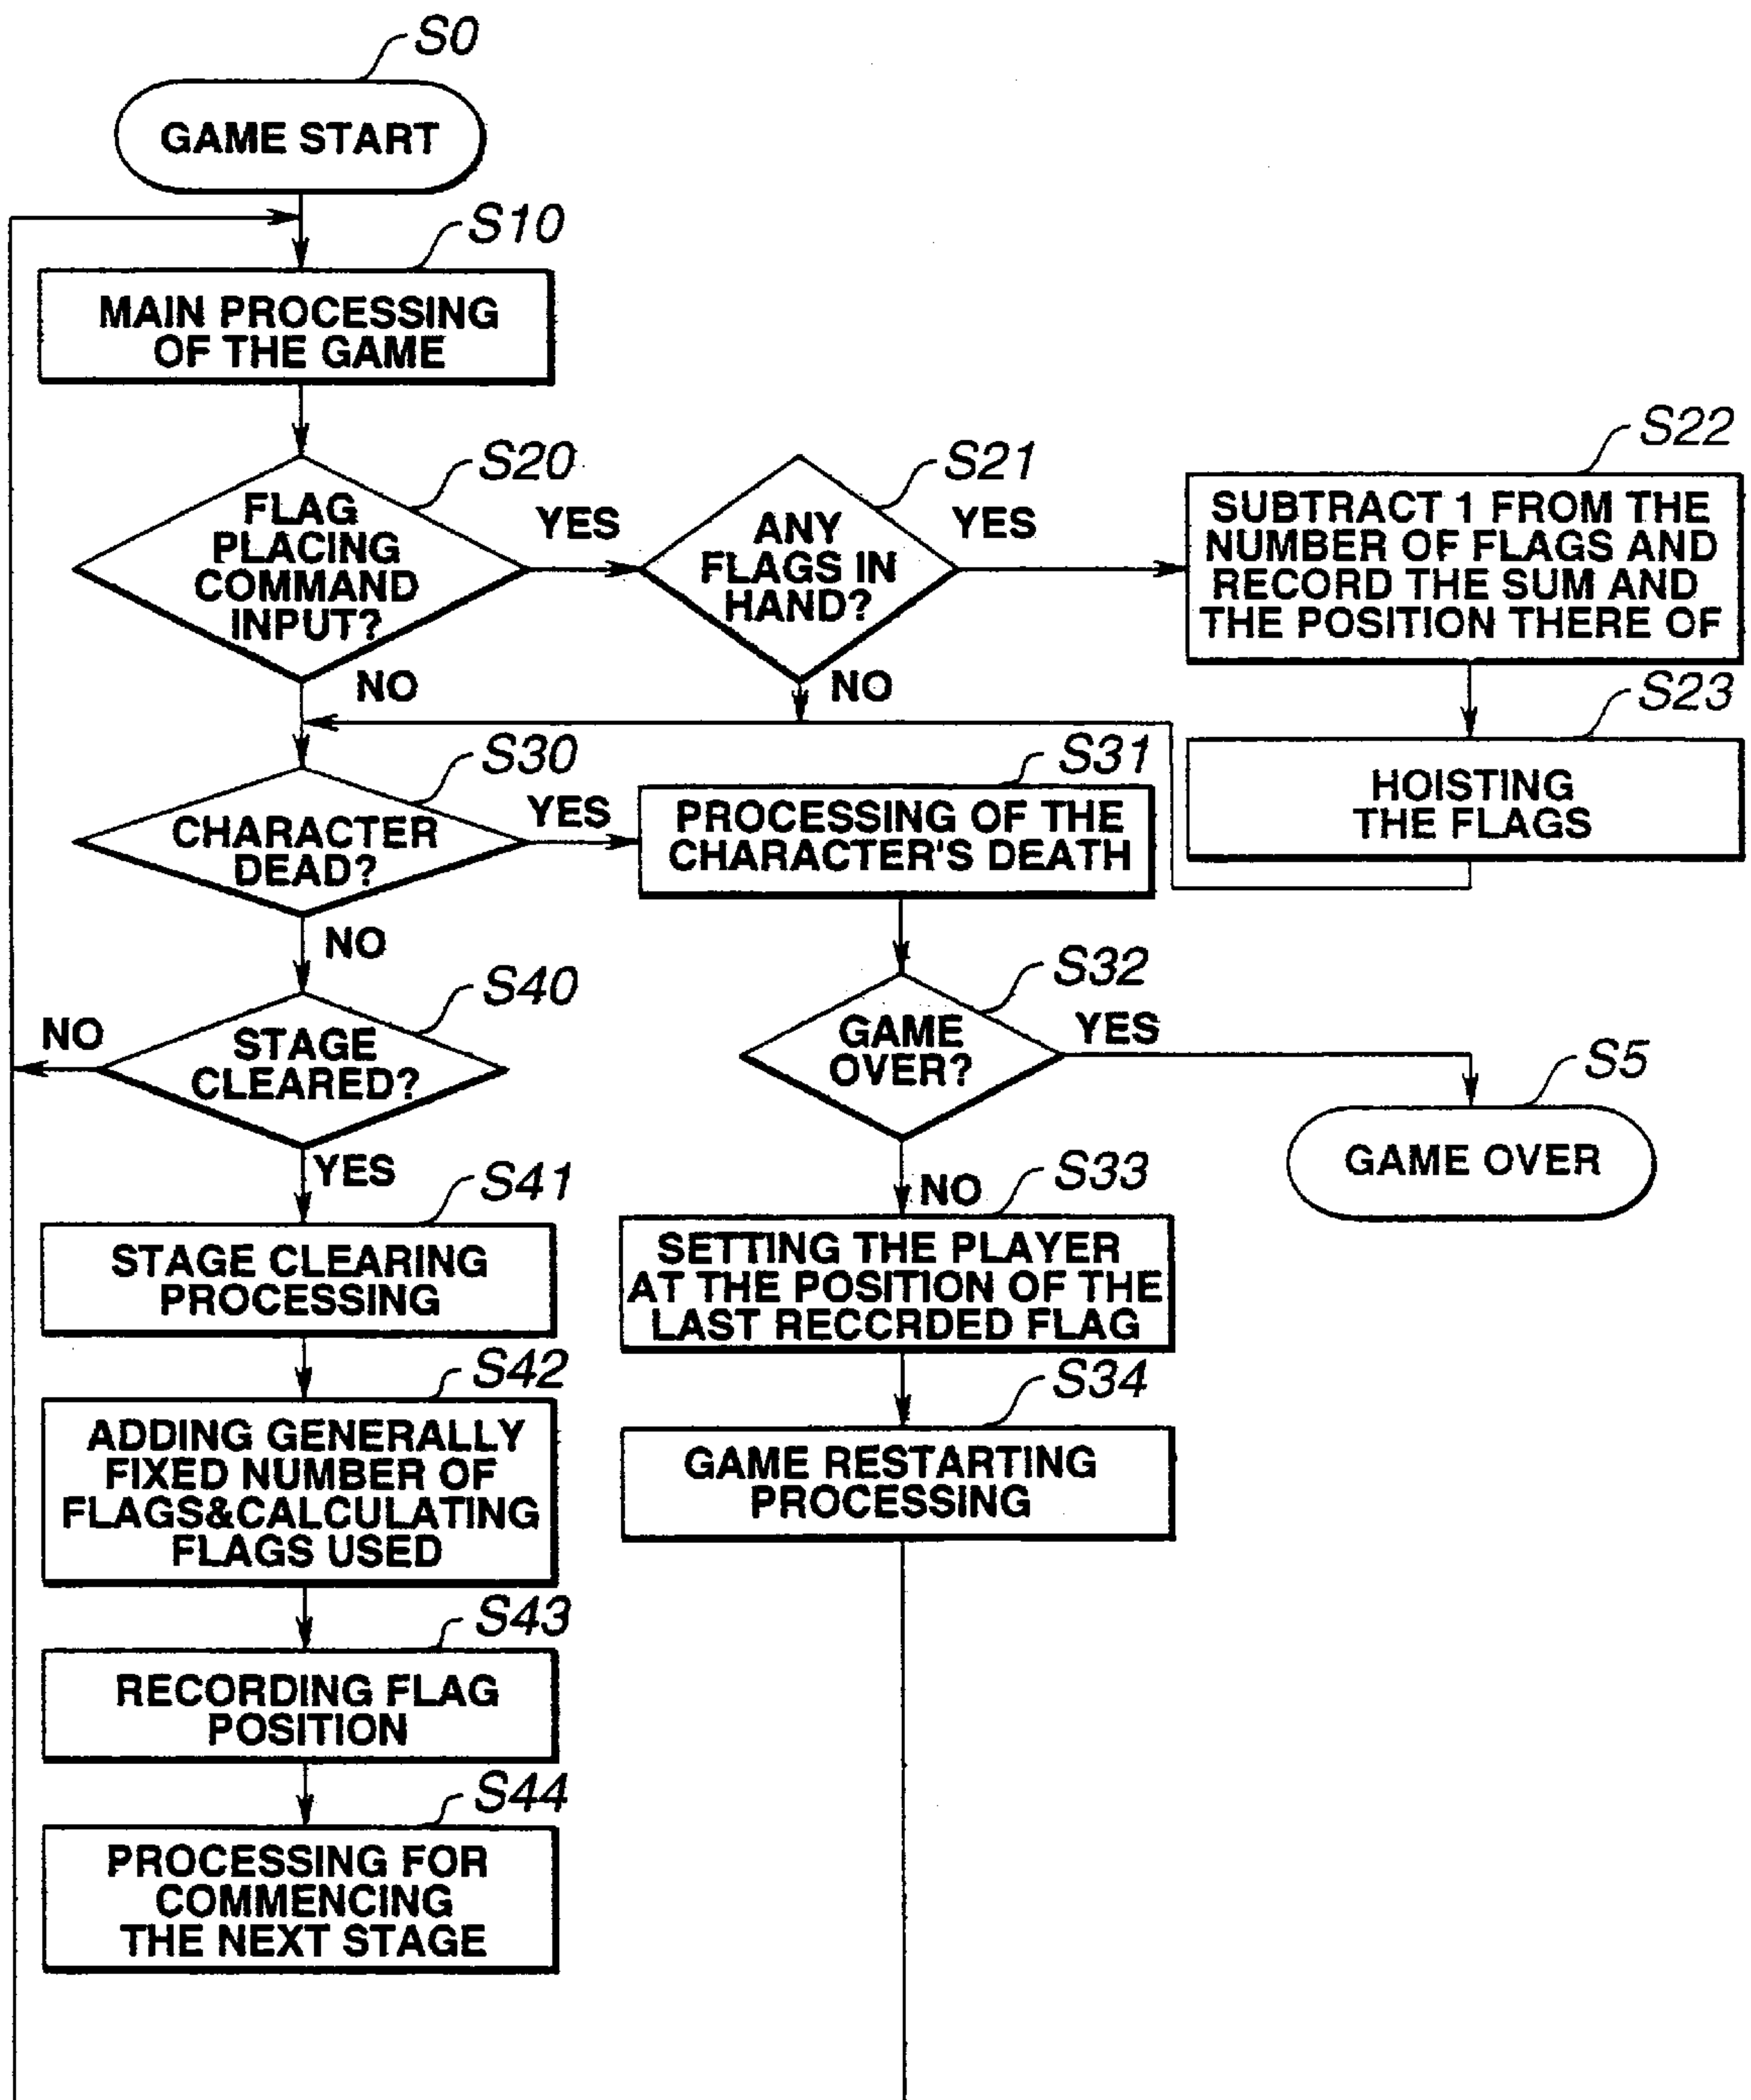 S0
GAME START
S10
MAIN PROCESSING
OF THE GAME
S20
FLAG
PLACING
COMMAND
INPUT?
YES
NO
S21
ANY
FLAGS IN
HAND?
YES
NO
S22
SUBTRACT 1 FROM THE
NUMBER OF FLAGS AND
RECORD THE SUM AND
THE POSITION THERE OF
S23
HOISTING
THE FLAGS
S30
CHARACTER
DEAD?
YES
NO
S31
PROCESSING OF THE
CHARACTER'S DEATH
S32
GAME
OVER?
YES
NO
S5
GAME OVER
S33
SETTING THE PLAYER
AT THE POSITION OF THE
LAST RECCRDED FLAG
S34
GAME RESTARTING
PROCESSING
S40
STAGE
CLEARED?
NO
YES
S41
STAGE CLEARING
PROCESSING
S42
ADDING GENERALLY
FIXED NUMBER OF
FLAGS&CALCULATING
FLAGS USED
S43
RECORDING FLAG
POSITION
S44
PROCESSING FOR
COMMENCING
THE NEXT STAGE